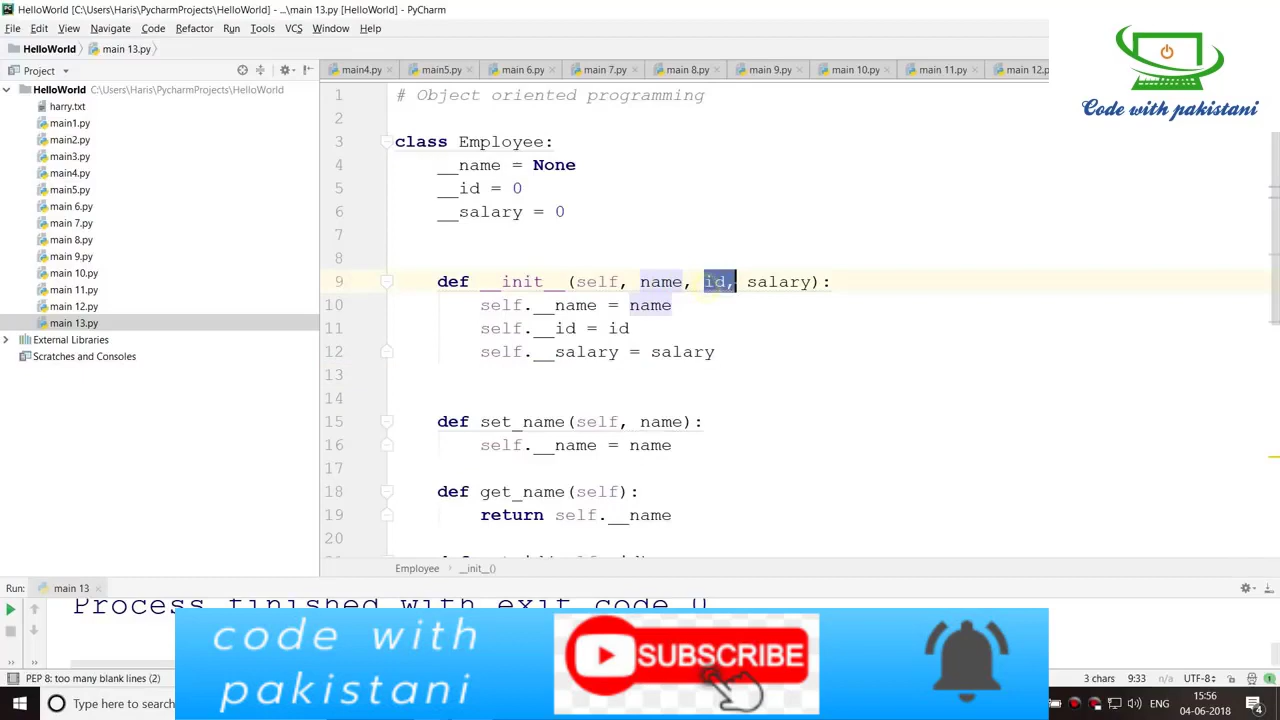 HelloWorld [C:\Users\Haris\PycharmProjects\HelloWorld] - ...\main 13.py [HelloWorld] - PyCharm
File Edit View Navigate Code Refactor Run Tools VCS Window Help
HelloWorld main 13.py
Project
main4.py main5.py main 6.py main 7.py main 8.py main 9.py main 10.py main 11.py main 12.p
HelloWorld C:\Users\Haris\PycharmProjects\HelloWorld
harry.txt
main1.py
main2.py
main3.py
main4.py
main5.py
main 6.py
main 7.py
main 8.py
main 9.py
main 10.py
main 11.py
main 12.py
main 13.py
External Libraries
Scratches and Consoles
1 # Object oriented programming
2
3 class Employee:
4 __name = None
5 __id = 0
6 __salary = 0
7
8
9 def __init__(self, name, id, salary):
10 self.__name = name
11 self.__id = id
12 self.__salary = salary
13
14
15 def set_name(self, name):
16 self.__name = name
17
18 def get_name(self):
19 return self.__name
20
Employee __init__()
Code with pakistani
Run: main 13
Process finished with exit code 0
code with
pakistani
SUBSCRIBE
PEP 8: too many blank lines (2)
3 chars 9:33 n/a UTF-8
Type here to search
15:56
04-06-2018
4